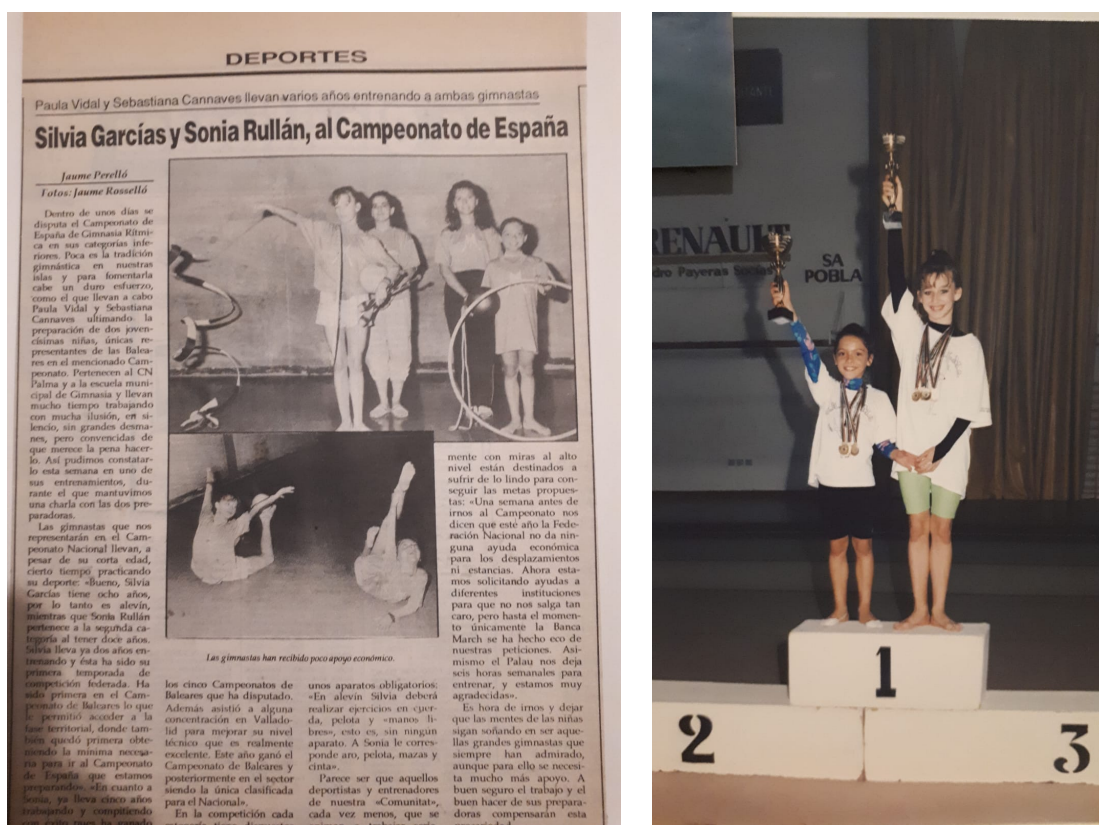 DEPORTES
Paula Vidal y Sebastiana Cannaves llevan varios años entrenando a ambas gimnastas
Silvia Garcías y Sonia Rullán, al Campeonato de España
Jaume Perelló
Fotos: Jaume Rosselló
Dentro de unos días se
disputa el Campeonato de
España de Gimnasia Rítmi-
ca en sus categorías infe-
riores. Poca es la tradición
gimnástica en nuestras
islas y para fomentarla
cabe un duro esfuerzo,
como el que llevan a cabo
Paula Vidal y Sebastiana
Cannaves ultimando la
preparación de dos joven-
císimas niñas, únicas re-
presentantes de las Balea-
res en el mencionado Cam-
peonato. Pertenecen al CN
Palma y a la escuela muni-
cipal de Gimnasia y llevan
mucho tiempo trabajando
con mucha ilusión, en si-
lencio, sin grandes desma-
nes, pero convencidas de
que merece la pena hacer-
lo. Así pudimos constatar-
lo esta semana en uno de
sus entrenamientos, du-
rante el que mantuvimos
una charla con las dos pre-
paradoras.
Las gimnastas que nos
representarán en el Cam-
peonato Nacional llevan, a
pesar de su corta edad,
cierto tiempo practicando
su deporte: «Bueno, Silvia
Garcías tiene ocho años,
por lo tanto es alevín,
mientras que Sonia Rullán
pertenece a la segunda ca-
tegoría al tener doce años.
Silvia lleva ya dos años en-
trenando y ésta ha sido su
primera temporada de
competición federada. Ha
sido primera en el Cam-
peonato de Baleares lo que
le permitió acceder a la
fase territorial, donde tam-
bién quedó primera obte-
niendo la mínima necesa-
ria para ir al Campeonato
de España que estamos
preparando». «En cuanto a
Sonia, ya lleva cinco años
trabajando y compitiendo
Las gimnastas han recibido poco apoyo económico.
los cinco Campeonatos de
Baleares que ha disputado.
Además asistió a alguna
concentración en Vallado-
lid para mejorar su nivel
técnico que es realmente
excelente. Este año ganó el
Campeonato de Baleares y
posteriormente en el sector
siendo la única clasificada
para el Nacional».
En la competición cada
unos aparatos obligatorios:
«En alevín Silvia deberá
realizar ejercicios en cuer-
da, pelota y «manos li-
bres», esto es, sin ningún
aparato. A Sonia le corres-
ponde aro, pelota, mazas y
cinta».
Parece ser que aquellos
deportistas y entrenadores
de nuestra «Comunitat»,
cada vez menos, que se
mente con miras al alto
nivel están destinados a
sufrir de lo lindo para con-
seguir las metas propues-
tas: «Una semana antes de
irnos al Campeonato nos
dicen que este año la Fede-
ración Nacional no da nin-
guna ayuda económica
para los desplazamientos
ni estancias. Ahora esta-
mos solicitando ayudas a
diferentes instituciones
para que no nos salga tan
caro, pero hasta el momen-
to únicamente la Banca
March se ha hecho eco de
nuestras peticiones. Asi-
mismo el Palau nos deja
seis horas semanales para
entrenar, y estamos muy
agradecidas».
Es hora de irnos y dejar
que las mentes de las niñas
sigan soñando en ser aque-
llas grandes gimnastas que
siempre han admirado,
aunque para ello se necesi-
ta mucho más apoyo. A
buen seguro el trabajo y el
buen hacer de sus prepara-
doras compensarán esta
RENAULT
dro Payeras Socias
SA
POBLA
1
2
3